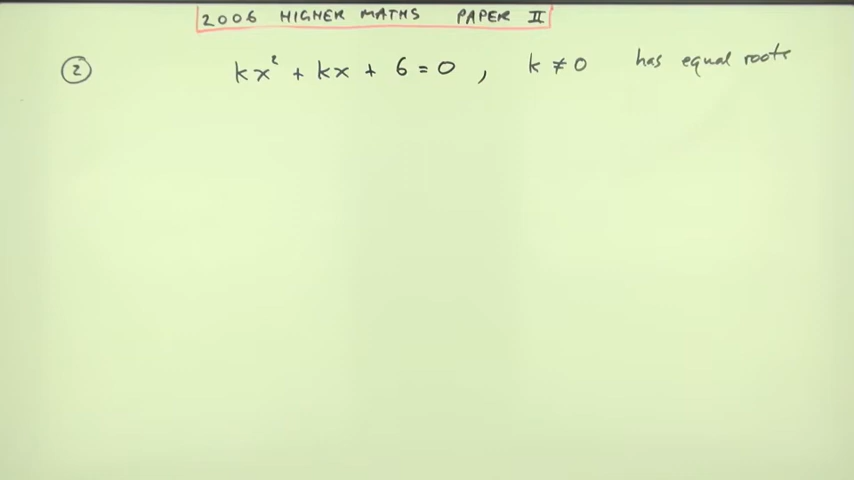 2006 HIGHER MATHS PAPER II
② kx² + kx + 6 = 0 , k ≠ 0 has equal roots